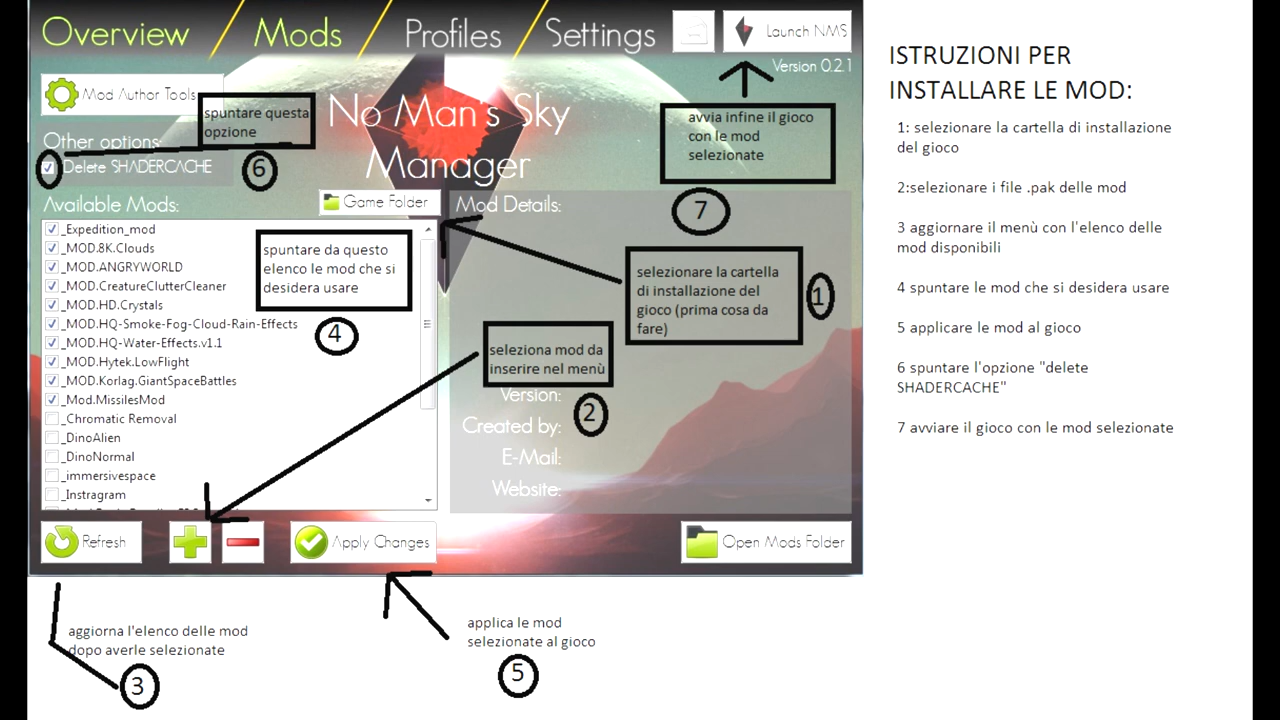 Overview
Mods
Profiles
Settings
Launch NMS
Version 0.2.1
Mod Author Tools
spuntare questa
opzione
6
Other options:
Delete SHADERCACHE
No Man's Sky
Manager
avvia infine il gioco
con le mod
selezionate
7
Available Mods:
Game Folder
Mod Details:
_Expedition_mod
_MOD.8K.Clouds
_MOD.ANGRYWORLD
_MOD.CreatureClutterCleaner
_MOD.HD.Crystals
_MOD.HQ-Smoke-Fog-Cloud-Rain-Effects
_MOD.HQ-Water-Effects.v1.1
_MOD.Hytek.LowFlight
_MOD.Korlag.GiantSpaceBattles
_Mod.MissilesMod
_Chromatic Removal
_DinoAlien
_DinoNormal
_immersivespace
_Instragram
spuntare da questo
elenco le mod che si
desidera usare
4
selezionare la cartella
di installazione del
gioco (prima cosa da
fare)
1
seleziona mod da
inserire nel menù
2
Version:
Created by:
E-Mail:
Website:
Refresh
Apply Changes
Open Mods Folder
aggiorna l'elenco delle mod
dopo averle selezionate
3
applica le mod
selezionate al gioco
5
ISTRUZIONI PER
INSTALLARE LE MOD:
1: selezionare la cartella di installazione
del gioco
2:selezionare i file .pak delle mod
3 aggiornare il menù con l'elenco delle
mod disponibili
4 spuntare le mod che si desidera usare
5 applicare le mod al gioco
6 spuntare l'opzione "delete
SHADERCACHE"
7 avviare il gioco con le mod selezionate